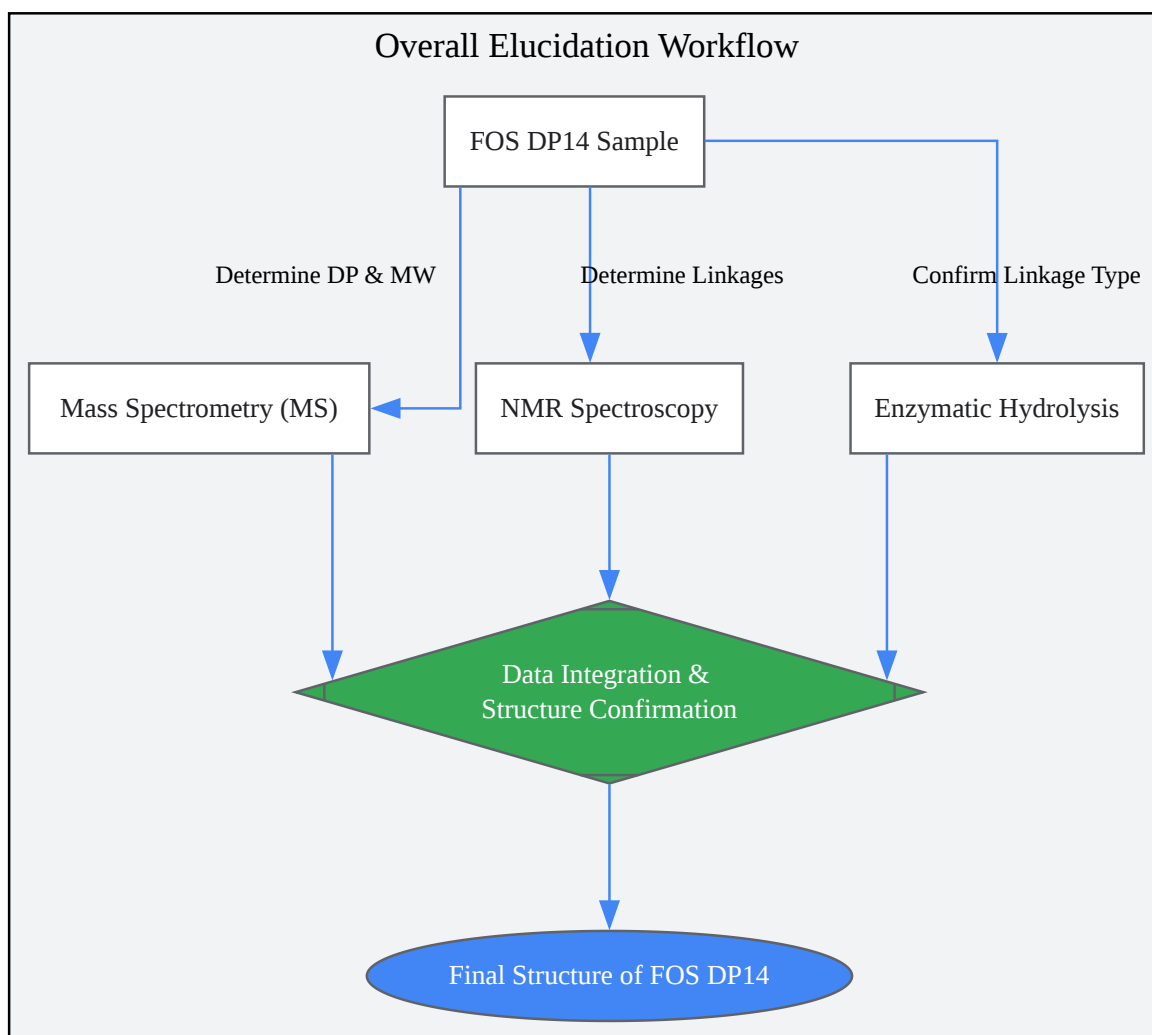 Overall Elucidation Workflow
FOS DP14 Sample
Determine DP & MW
Determine Linkages
Confirm Linkage Type
Mass Spectrometry (MS)
NMR Spectroscopy
Enzymatic Hydrolysis
Data Integration &
Structure Confirmation
Final Structure of FOS DP14